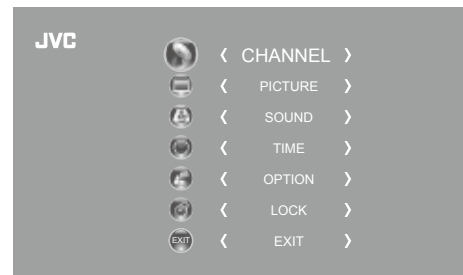 JVC
CHANNEL
PICTURE
SOUND
TIME
OPTION
LOCK
EXIT EXIT